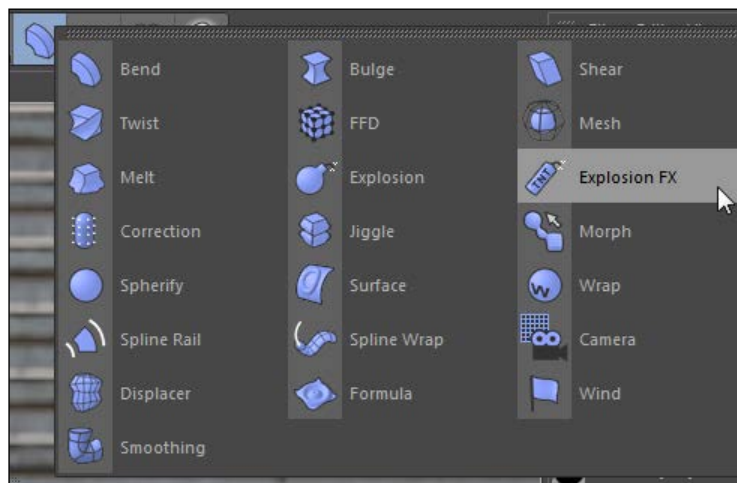 Bend Bulge Shear
Twist FFD Mesh
Melt Explosion TNT Explosion FX
Correction Jiggle Morph
Spherify Surface W Wrap
Spline Rail Spline Wrap Camera
Displacer Formula Wind
Smoothing